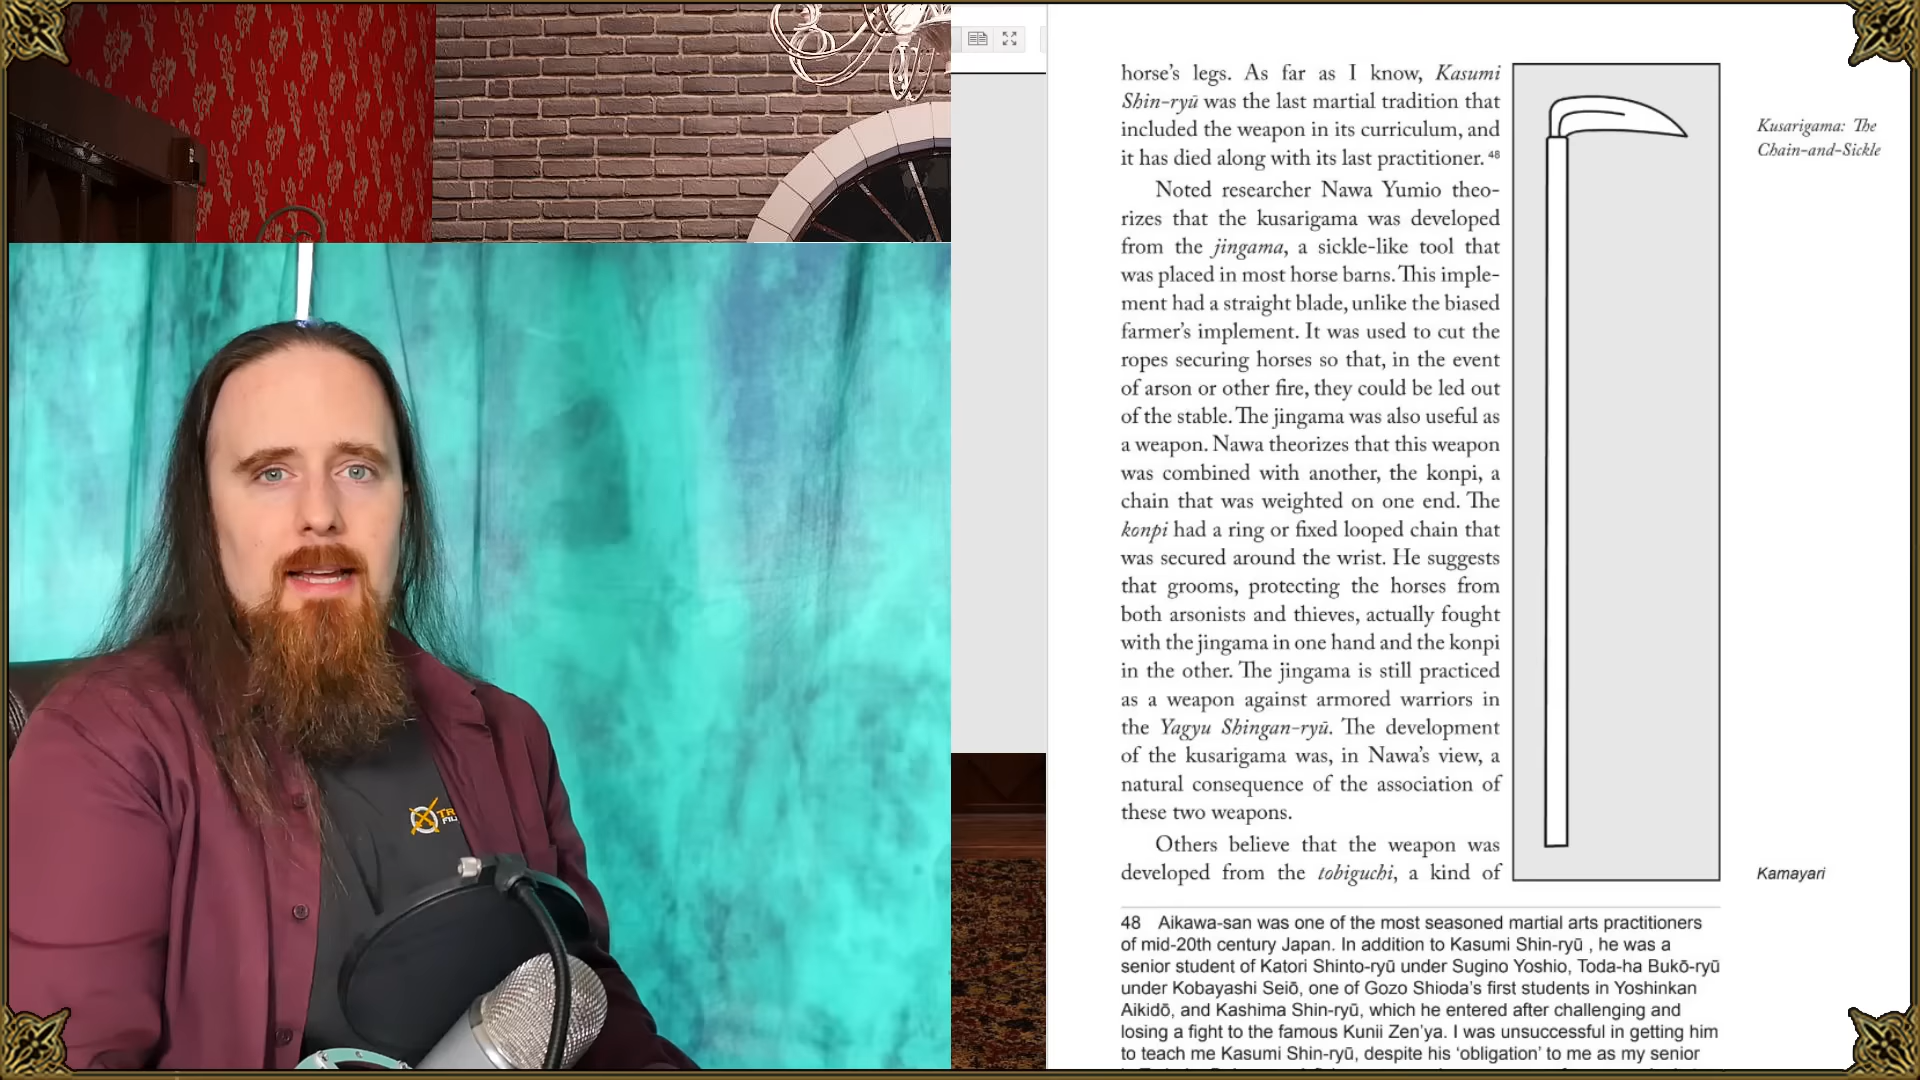 horse's legs. As far as I know, Kasumi
Shin-ryū was the last martial tradition that
included the weapon in its curriculum, and
it has died along with its last practitioner. 48
Noted researcher Nawa Yumio theo-
rizes that the kusarigama was developed
from the jingama, a sickle-like tool that
was placed in most horse barns. This imple-
ment had a straight blade, unlike the biased
farmer's implement. It was used to cut the
ropes securing horses so that, in the event
of arson or other fire, they could be led out
of the stable. The jingama was also useful as
a weapon. Nawa theorizes that this weapon
was combined with another, the konpi, a
chain that was weighted on one end. The
konpi had a ring or fixed looped chain that
was secured around the wrist. He suggests
that grooms, protecting the horses from
both arsonists and thieves, actually fought
with the jingama in one hand and the konpi
in the other. The jingama is still practiced
as a weapon against armored warriors in
the Yagyu Shingan-ryū. The development
of the kusarigama was, in Nawa's view, a
natural consequence of the association of
these two weapons.
Others believe that the weapon was
developed from the tobiguchi, a kind of
Kusarigama: The
Chain-and-Sickle
Kamayari
48 Aikawa-san was one of the most seasoned martial arts practitioners
of mid-20th century Japan. In addition to Kasumi Shin-ryū , he was a
senior student of Katori Shinto-ryū under Sugino Yoshio, Toda-ha Bukō-ryū
under Kobayashi Seiō, one of Gozo Shioda's first students in Yoshinkan
Aikidō, and Kashima Shin-ryū, which he entered after challenging and
losing a fight to the famous Kunii Zen'ya. I was unsuccessful in getting him
to teach me Kasumi Shin-ryū, despite his 'obligation' to me as my senior